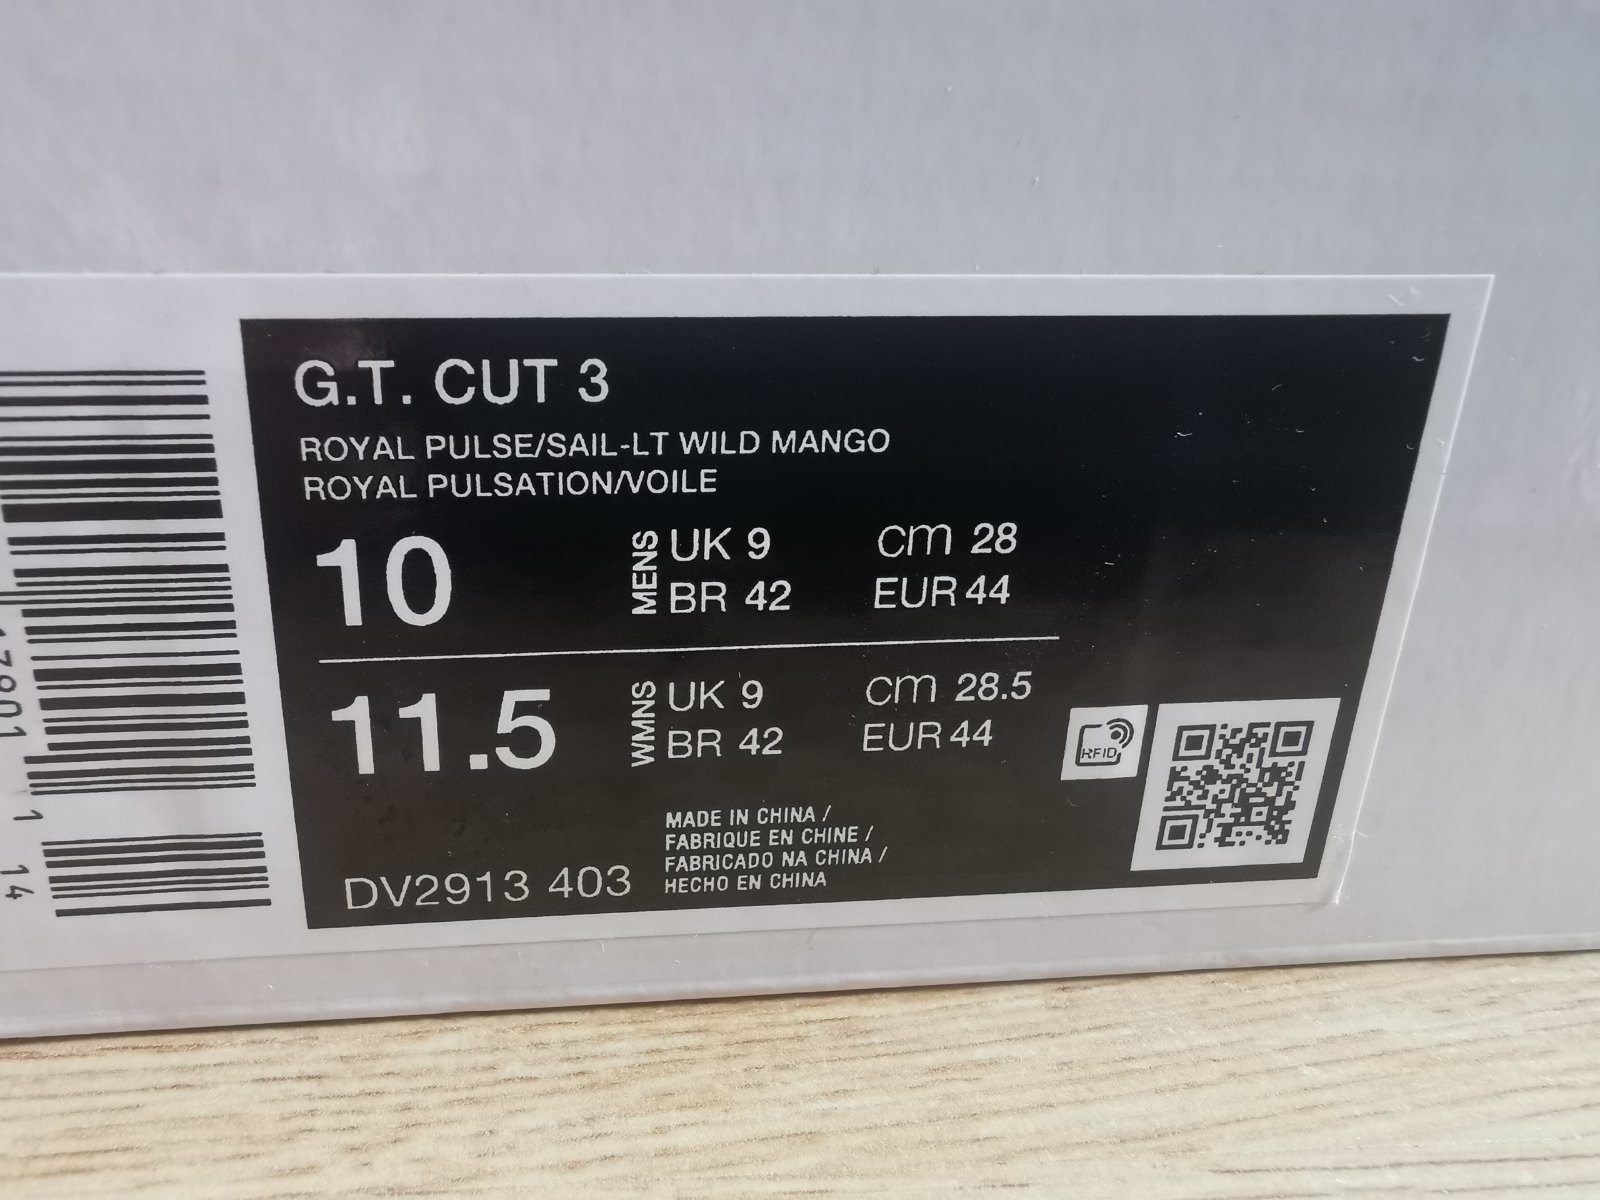 G.T. CUT 3
ROYAL PULSE/SAIL-LT WILD MANGO
ROYAL PULSATION/VOILE
10
MENS
UK 9
cm 28
BR 42
EUR 44
11.5
WMNS
UK 9
cm 28.5
BR 42
EUR 44
RFID
MADE IN CHINA /
FABRIQUE EN CHINE /
FABRICADO NA CHINA /
HECHO EN CHINA
DV2913 403
1 14